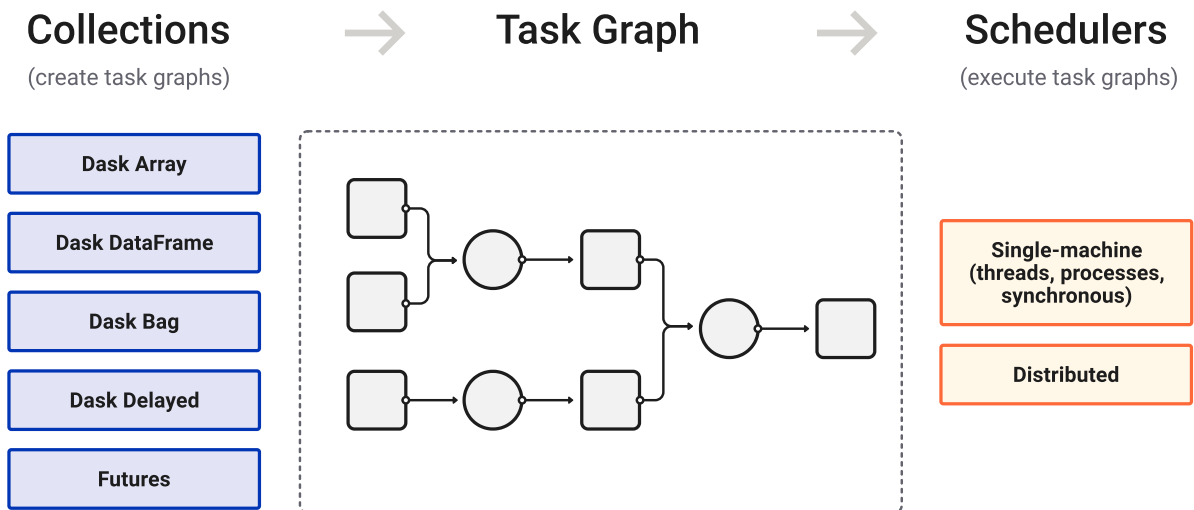 Collections
(create task graphs)
Dask Array
Dask DataFrame
Dask Bag
Dask Delayed
Futures
Task Graph
Schedulers
(execute task graphs)
Single-machine
(threads, processes,
synchronous)
Distributed